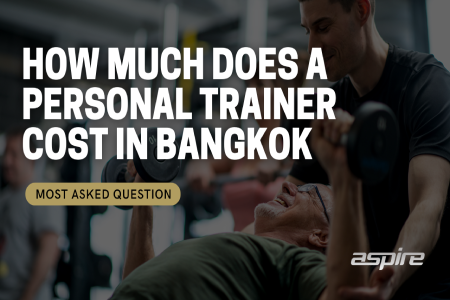 HOW MUCH DOES A
PERSONAL TRAINER
COST IN BANGKOK
MOST ASKED QUESTION
aspire